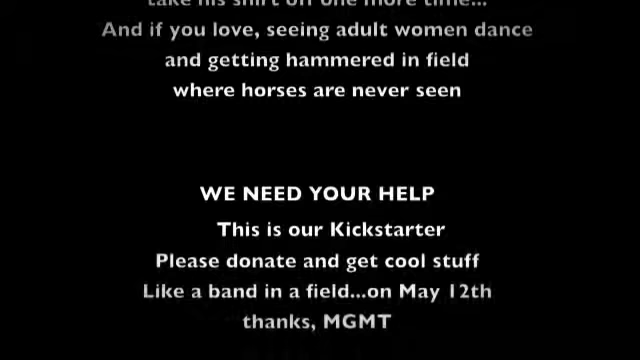 take his shirt off one more time...
And if you love, seeing adult women dance
and getting hammered in field
where horses are never seen
WE NEED YOUR HELP
This is our Kickstarter
Please donate and get cool stuff
Like a band in a field...on May 12th
thanks, MGMT